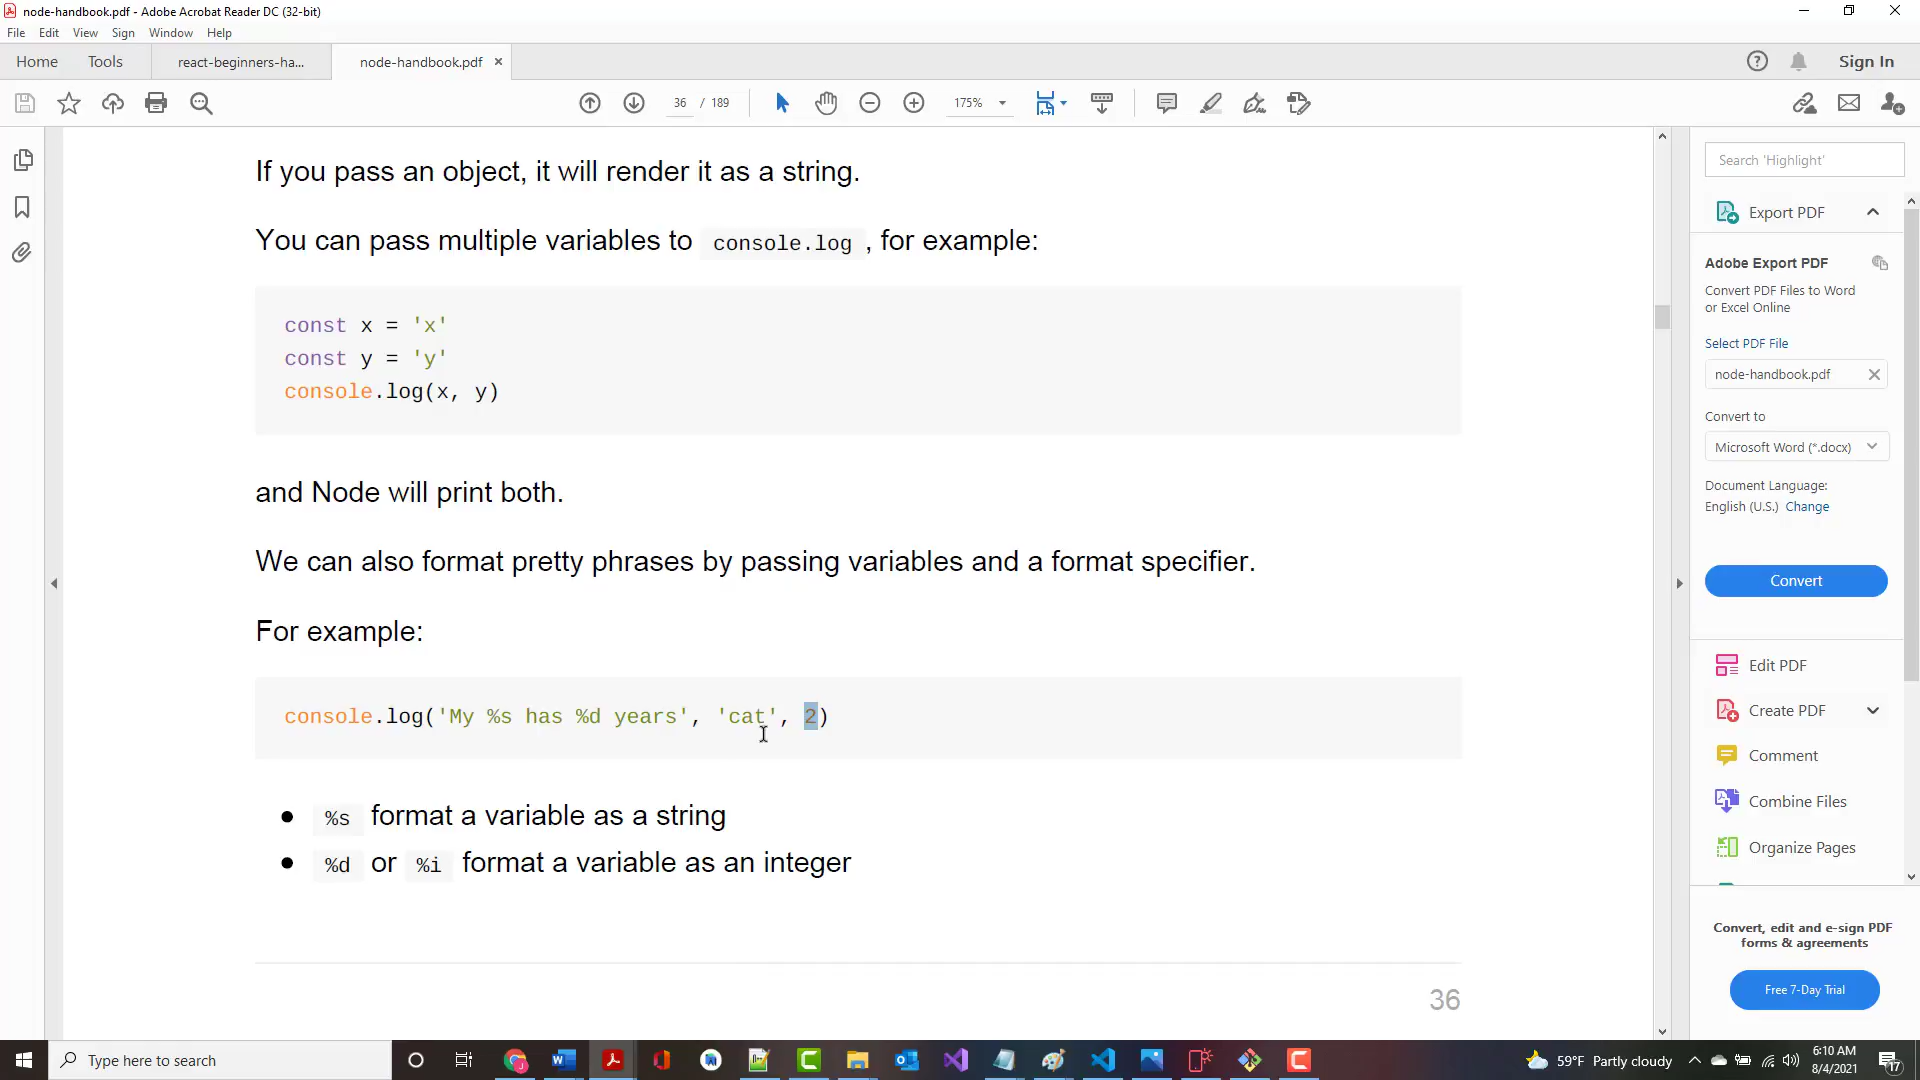 node-handbook.pdf - Adobe Acrobat Reader DC (32-bit)
File Edit View Sign Window Help
Home Tools react-beginners-ha... node-handbook.pdf × Sign In
36 / 189 175%
If you pass an object, it will render it as a string.
You can pass multiple variables to console.log , for example:
const x = 'x'
const y = 'y'
console.log(x, y)
and Node will print both.
We can also format pretty phrases by passing variables and a format specifier.
For example:
console.log('My %s has %d years', 'cat', 2)
• %s format a variable as a string
• %d or %i format a variable as an integer
36
Search 'Highlight'
Export PDF
Adobe Export PDF
Convert PDF Files to Word
or Excel Online
Select PDF File
node-handbook.pdf
Convert to
Microsoft Word (*.docx)
Document Language:
English (U.S.) Change
Convert
Edit PDF
Create PDF
Comment
Combine Files
Organize Pages
Convert, edit and e-sign PDF
forms & agreements
Free 7-Day Trial
Type here to search
59°F Partly cloudy
6:10 AM
8/4/2021
17